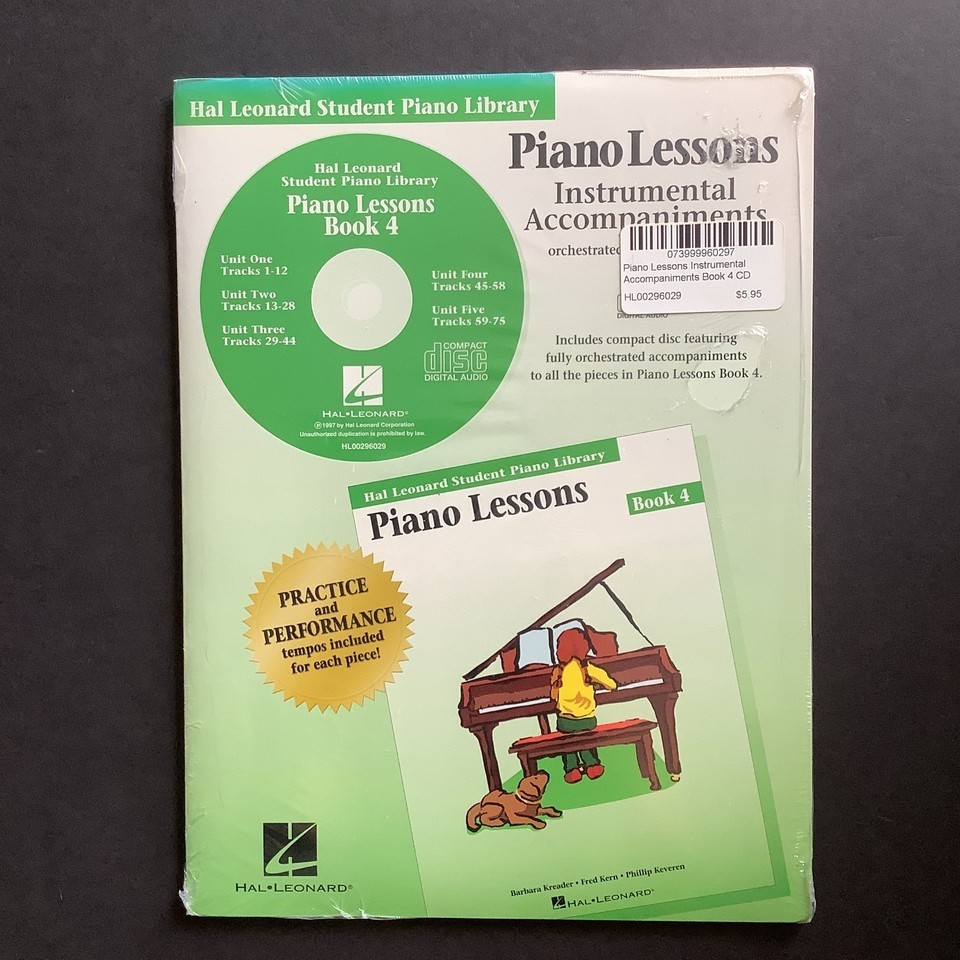 Hal Leonard Student Piano Library
Piano Lessons
Instrumental
Accompaniments
orchestrated
073999960297
Piano Lessons Instrumental
Accompaniments Book 4 CD
HL00296029 $5.95
DIGITAL AUDIO
Includes compact disc featuring
fully orchestrated accompaniments
to all the pieces in Piano Lessons Book 4.
Hal Leonard
Student Piano Library
Piano Lessons
Book 4
Unit One
Tracks 1-12
Unit Two
Tracks 13-28
Unit Three
Tracks 29-44
Unit Four
Tracks 45-58
Unit Five
Tracks 59-75
COMPACT
disc
DIGITAL AUDIO
HAL•LEONARD®
℗1997 by Hal Leonard Corporation
Unauthorized duplication is prohibited by law.
HL00296029
Hal Leonard Student Piano Library
Piano Lessons
Book 4
PRACTICE
and
PERFORMANCE
tempos included
for each piece!
Barbara Kreader • Fred Kern • Phillip Keveren
HAL•LEONARD®
HAL•LEONARD®